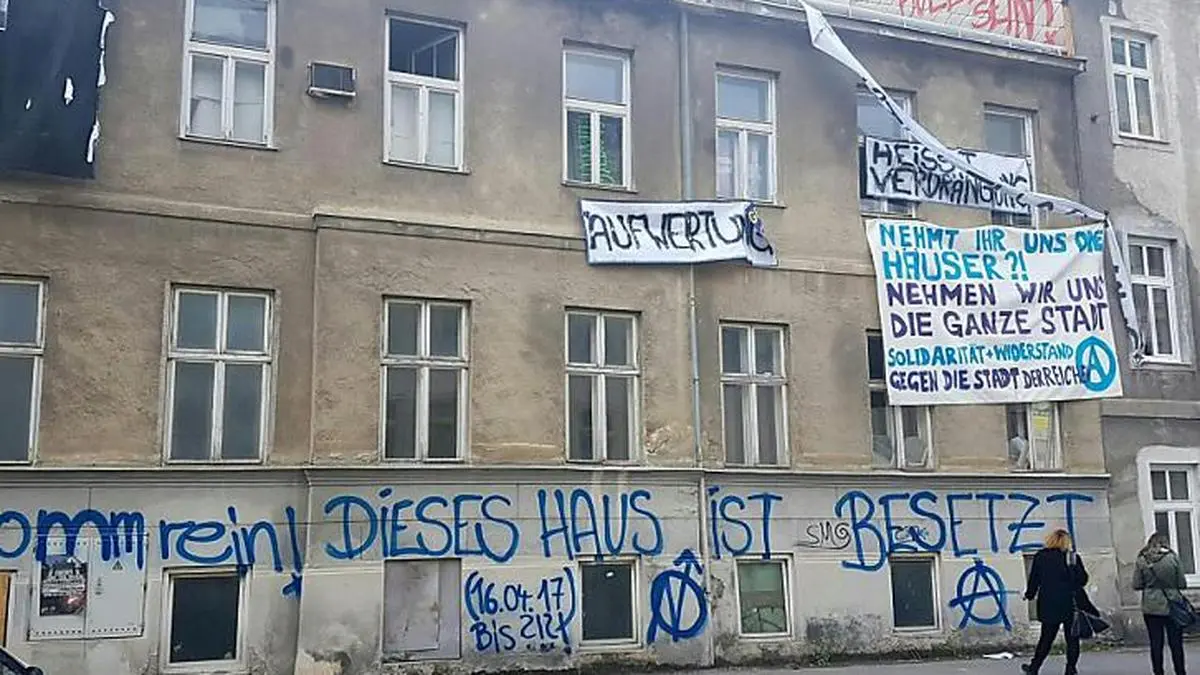 SEIN!
HEISST
VERDRÄNGUNG
AUFWERTUNG
NEHMT IHR UNS DIE
HÄUSER?!
NEHMEN WIR UNS
DIE GANZE STADT
SOLIDARITÄT + WIDERSTAND
GEGEN DIE STADT DER REICHEN
omm rein!
DIESES HAUS IST BESETZT
(16.04.17)
BIS